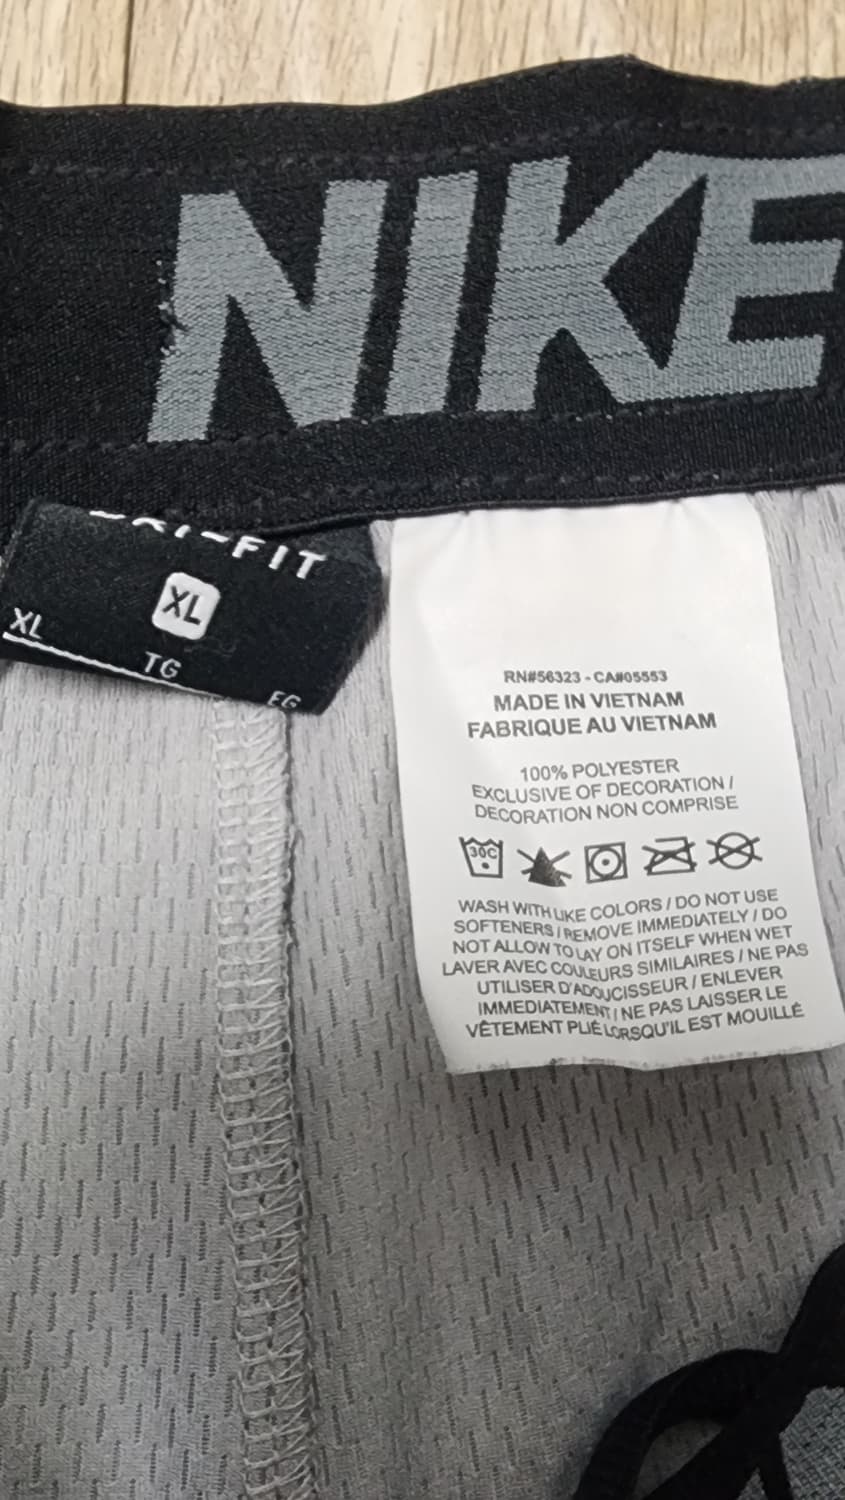 NIKE
DRI-FIT
XL
XL
TG
EG
RN#56323 - CA#05553
MADE IN VIETNAM
FABRIQUE AU VIETNAM
100% POLYESTER
EXCLUSIVE OF DECORATION /
DECORATION NON COMPRISE
30C
WASH WITH LIKE COLORS / DO NOT USE
SOFTENERS / REMOVE IMMEDIATELY / DO
NOT ALLOW TO LAY ON ITSELF WHEN WET
LAVER AVEC COULEURS SIMILAIRES / NE PAS
UTILISER D'ADOUCISSEUR / ENLEVER
IMMEDIATEMENT / NE PAS LAISSER LE
VÊTEMENT PLIÉ LORSQU'IL EST MOUILLÉ